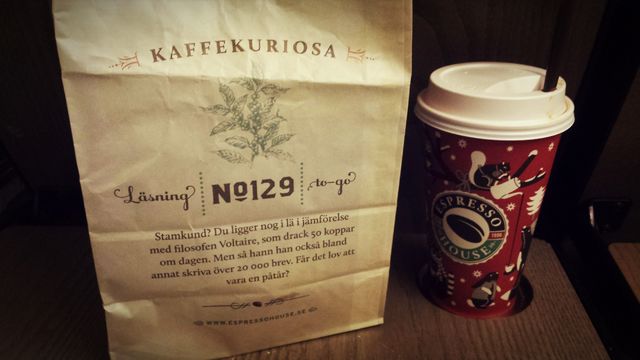 KAFFEKURIOSA
Läsning Nº129 to-go
Stamkund? Du ligger nog i lä i jämförelse
med filosofen Voltaire, som drack 50 koppar
om dagen. Men så hann han också bland
annat skriva över 20 000 brev. Får det lov att
vara en påtår?
WWW.ESPRESSOHOUSE.SE
ESPRESSO
HOUSE
1996